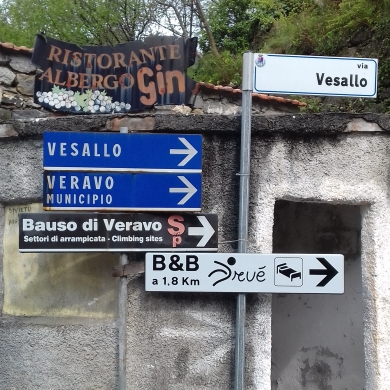 RISTORANTE
ALBERGO Gin
via
Vesallo
VESALLO
VERAVO
MUNICIPIO
Bauso di Veravo
Settori di arrampicata - Climbing sites
Sp
B&B Orué
a 1,8 Km